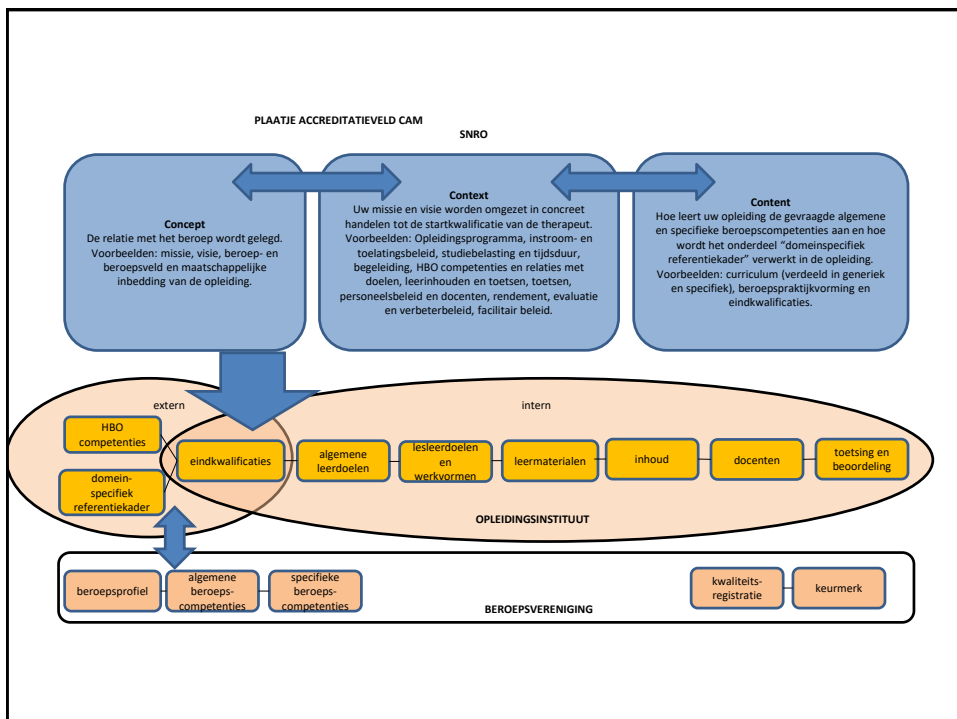 PLAATJE ACCREDITATIEVELD CAM
SNRO
Concept
De relatie met het beroep wordt gelegd.
Voorbeelden: missie, visie, beroep- en
beroepsveld en maatschappelijke
inbedding van de opleiding.
Context
Uw missie en visie worden omgezet in concreet
handelen tot de startkwalificatie van de therapeut.
Voorbeelden: Opleidingsprogramma, instroom- en
toelatingsbeleid, studiebelasting en tijdsduur,
begeleiding, HBO competenties en relaties met
doelen, leerinhouden en toetsen, toetsen,
personeelsbeleid en docenten, rendement, evaluatie
en verbeterbeleid, facilitair beleid.
Content
Hoe leert uw opleiding de gevraagde algemene
en specifieke beroepscompetenties aan en hoe
wordt het onderdeel “domeinspecifiek
referentiekader” verwerkt in de opleiding.
Voorbeelden: curriculum (verdeeld in generiek
en specifiek), beroepspraktijkvorming en
eindkwalificaties.
extern
intern
HBO
competenties
domein-
specifiek
referentiekader
eindkwalificaties
algemene
leerdoelen
lesleerdoelen
en
werkvormen
leermaterialen
inhoud
docenten
toetsing en
beoordeling
OPLEIDINGSINSTITUUT
beroepsprofiel
algemene
beroeps-
competenties
specifieke
beroeps-
competenties
BEROEPSVERENIGING
kwaliteits-
registratie
keurmerk